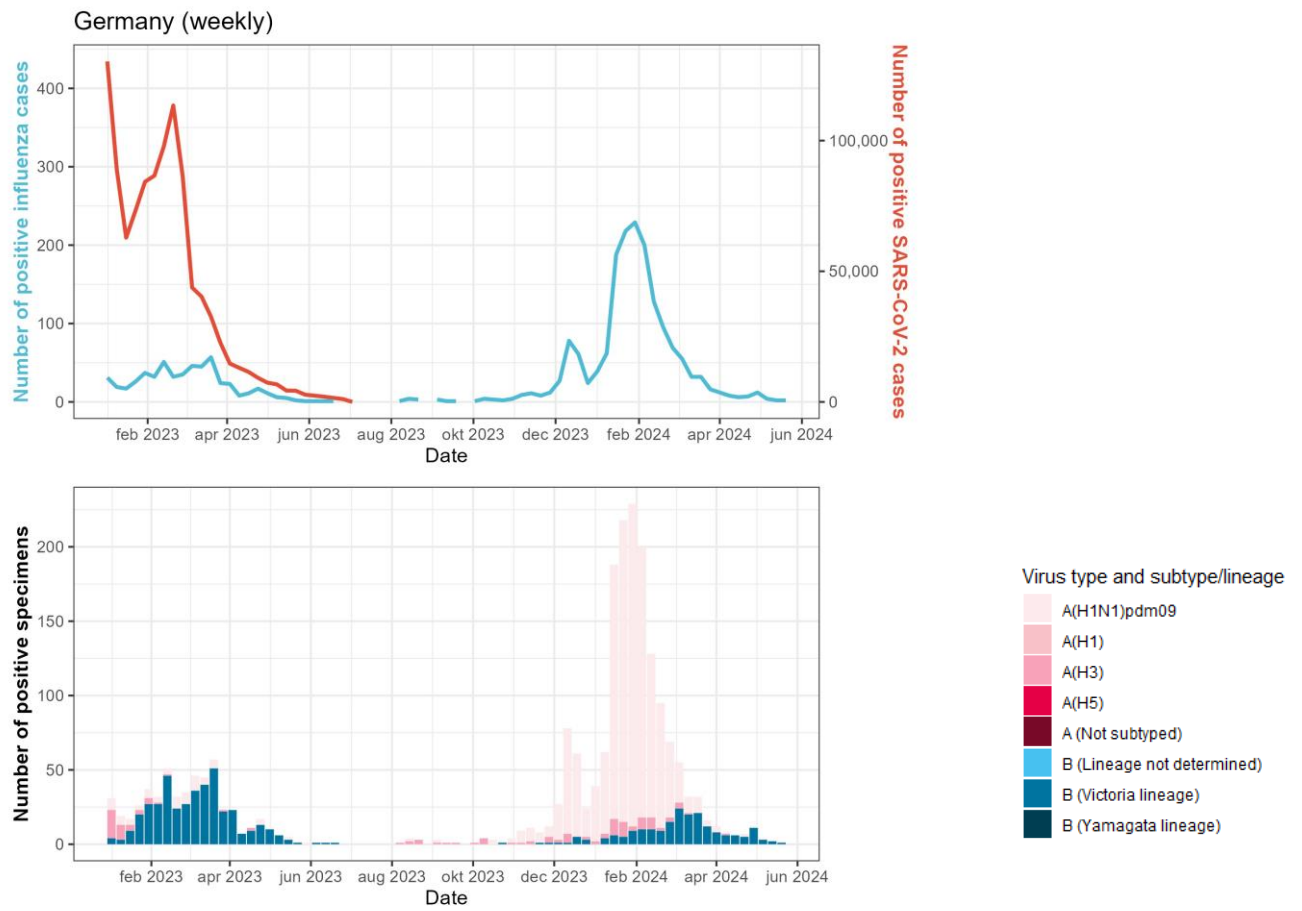 Germany (weekly)
Number of positive influenza cases
400
300
200
100
0
100,000
50,000
0
Number of positive SARS-CoV-2 cases
feb 2023 apr 2023 jun 2023 aug 2023 okt 2023 dec 2023 feb 2024 apr 2024 jun 2024
Date
Number of positive specimens
200
150
100
50
0
feb 2023 apr 2023 jun 2023 aug 2023 okt 2023 dec 2023 feb 2024 apr 2024 jun 2024
Date
Virus type and subtype/lineage
A(H1N1)pdm09
A(H1)
A(H3)
A(H5)
A (Not subtyped)
B (Lineage not determined)
B (Victoria lineage)
B (Yamagata lineage)